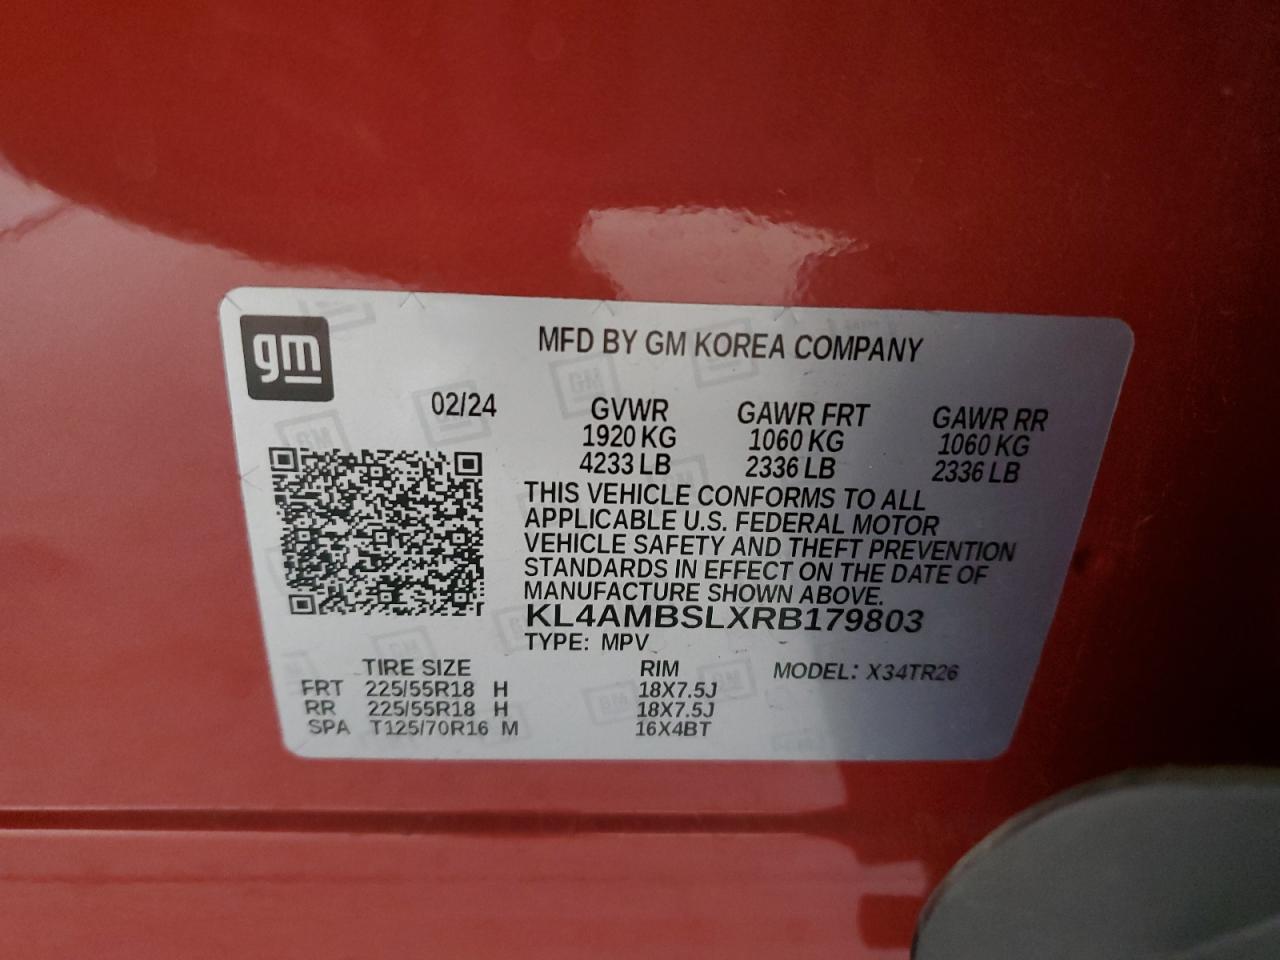 gm
MFD BY GM KOREA COMPANY
02/24 GVWR GAWR FRT GAWR RR
1920 KG 1060 KG 1060 KG
4233 LB 2336 LB 2336 LB
THIS VEHICLE CONFORMS TO ALL
APPLICABLE U.S. FEDERAL MOTOR
VEHICLE SAFETY AND THEFT PREVENTION
STANDARDS IN EFFECT ON THE DATE OF
MANUFACTURE SHOWN ABOVE.
KL4AMBSLXRB179803
TYPE: MPV
TIRE SIZE RIM MODEL: X34TR26
FRT 225/55R18 H 18X7.5J
RR 225/55R18 H 18X7.5J
SPA T125/70R16 M 16X4BT